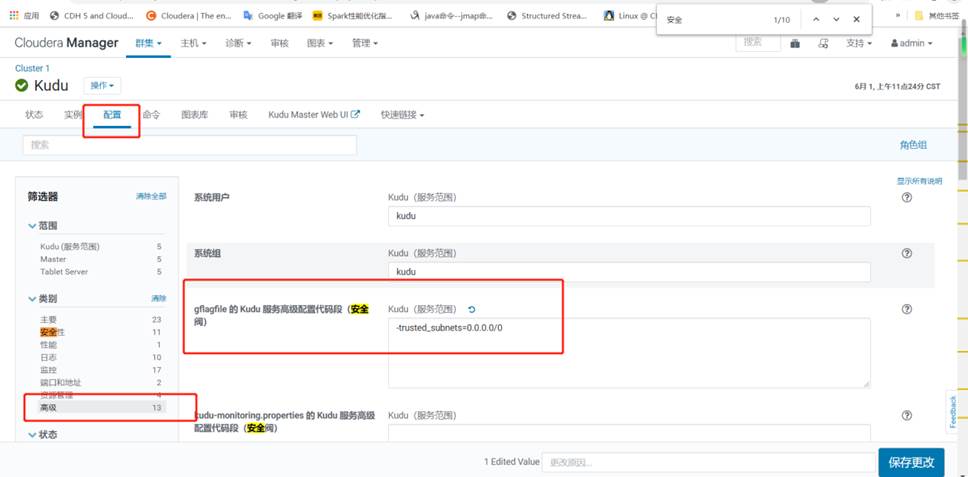 应用 CDH 5 and Cloud... Cloudera | The en... Google 翻译 Spark性能优化指... java命令--jmap命... Structured Strea... Linux @ C » 其他书签
安全 1/10
Cloudera Manager 群集 主机 诊断 审核 图表 管理 搜索 支持 admin
Cluster 1
Kudu 操作 6月 1, 上午11点24分 CST
状态 实例 配置 命令 图表库 审核 Kudu Master Web UI 快速链接
搜索 角色组
显示所有说明
筛选器 清除全部
范围
Kudu (服务范围) 5
Master 5
Tablet Server 5
类别 清除
主要 23
安全性 11
性能 1
日志 10
监控 17
端口和地址 2
资源管理 4
高级 13
状态
系统用户 Kudu（服务范围）
kudu
系统组 Kudu（服务范围）
kudu
gflagfile 的 Kudu 服务高级配置代码段（安全阀） Kudu（服务范围）
-trusted_subnets=0.0.0.0/0
kudu-monitoring.properties 的 Kudu 服务高级 Kudu（服务范围）
配置代码段（安全阀）
Feedback
1 Edited Value 更改原因... 保存更改